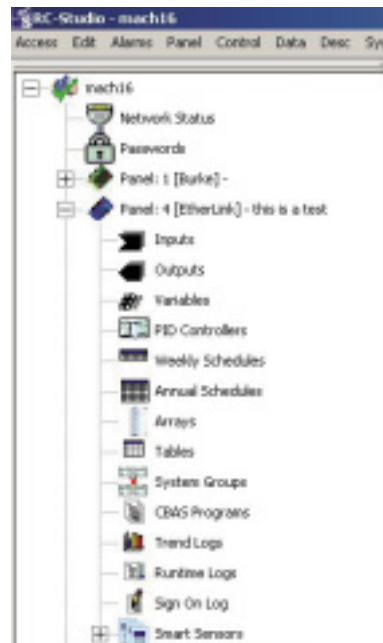 RC-Studio - mach16
Access Edit Alarms Panel Control Data Desc Sy
mach16
Network Status
Passwords
Panel: 1 [Burke] -
Panel: 4 [EtherLink] - this is a test
Inputs
Outputs
Variables
PID Controllers
Weekly Schedules
Annual Schedules
Arrays
Tables
System Groups
CBAS Programs
Trend Logs
Runtime Logs
Sign On Log
Smart Sensors